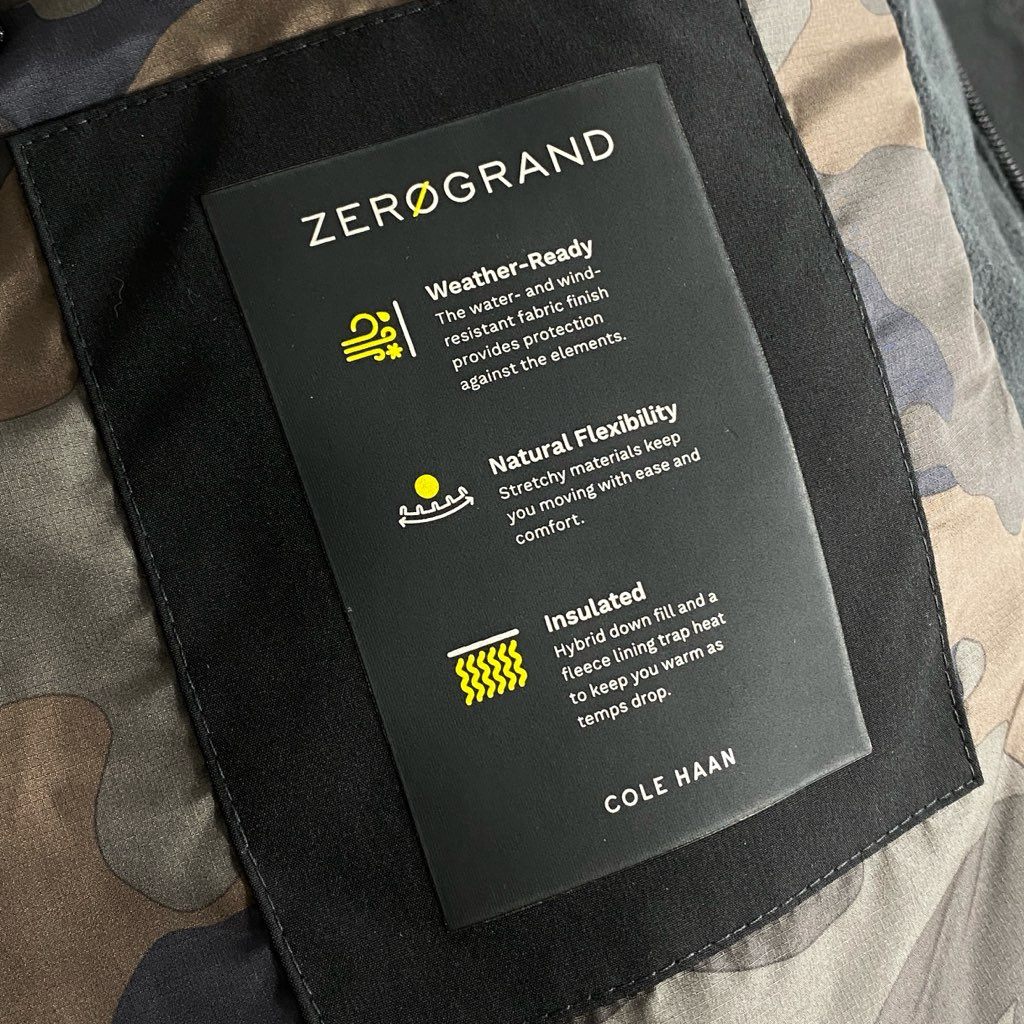 ZERØGRAND
Weather-Ready
The water- and wind-
resistant fabric finish
provides protection
against the elements.
Natural Flexibility
Stretchy materials keep
you moving with ease and
comfort.
Insulated
Hybrid down fill and a
fleece lining trap heat
to keep you warm as
temps drop.
COLE HAAN